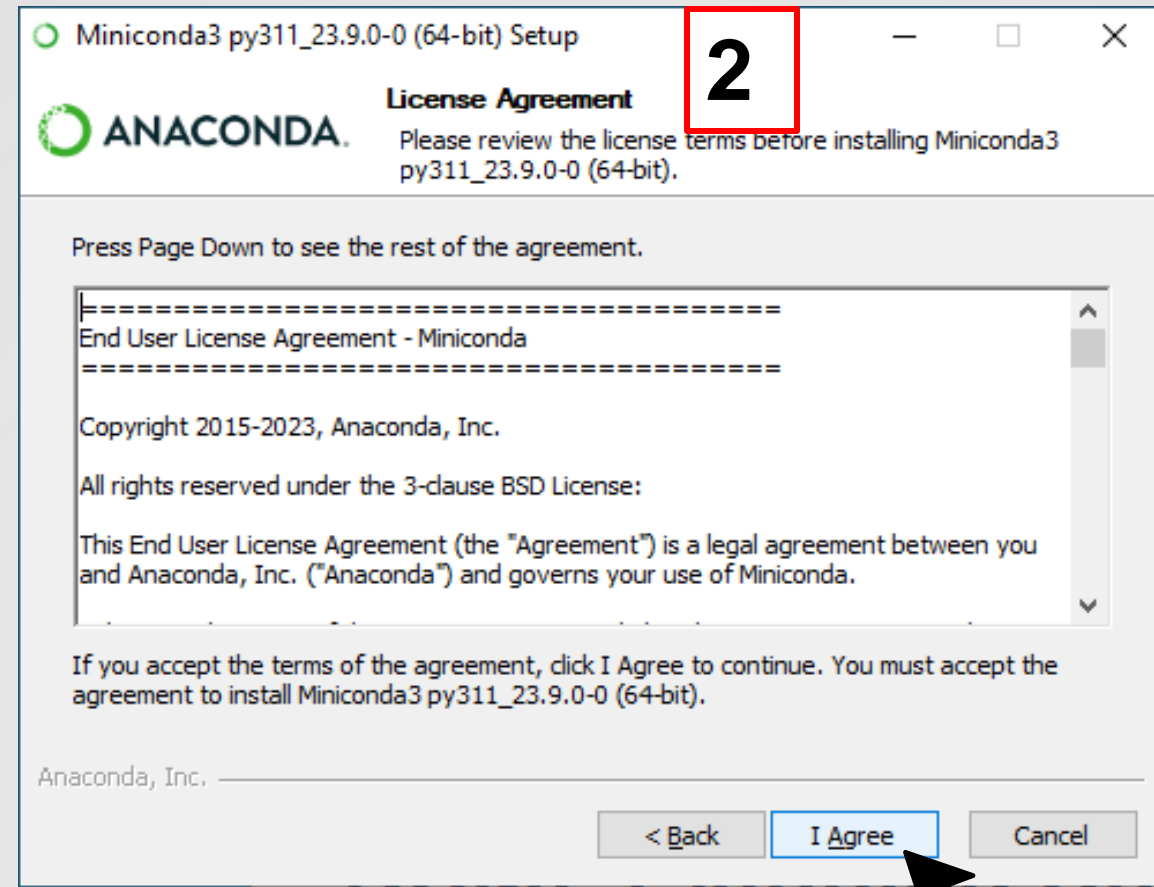 Miniconda3 py311_23.9.0-0 (64-bit) Setup
2
License Agreement
ANACONDA.
Please review the license terms before installing Miniconda3
py311_23.9.0-0 (64-bit).
Press Page Down to see the rest of the agreement.
======================================
End User License Agreement - Miniconda
======================================
Copyright 2015-2023, Anaconda, Inc.
All rights reserved under the 3-clause BSD License:
This End User License Agreement (the "Agreement") is a legal agreement between you
and Anaconda, Inc. ("Anaconda") and governs your use of Miniconda.
If you accept the terms of the agreement, click I Agree to continue. You must accept the
agreement to install Miniconda3 py311_23.9.0-0 (64-bit).
Anaconda, Inc.
< Back
I Agree
Cancel